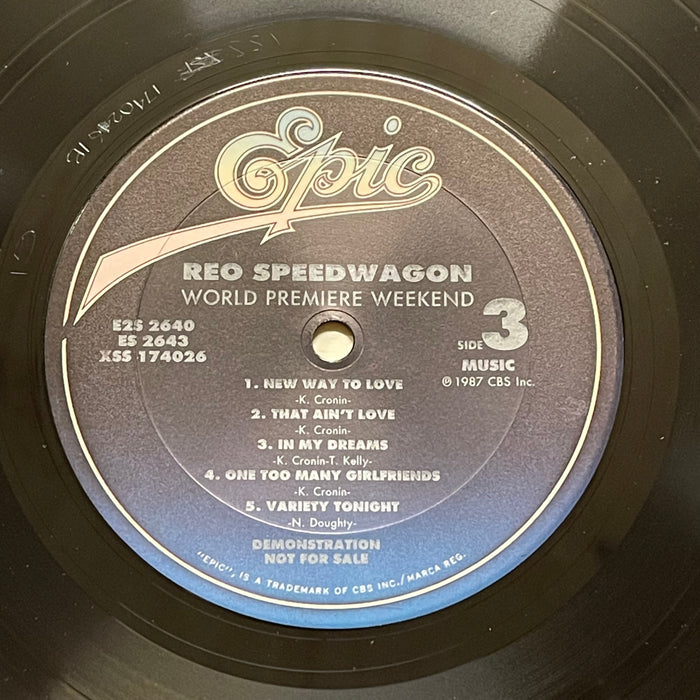 Epic
REO SPEEDWAGON
WORLD PREMIERE WEEKEND
E2S 2640
ES 2643
XSS 174026
SIDE 3
MUSIC
℗ 1987 CBS Inc.
1. NEW WAY TO LOVE
-K. Cronin-
2. THAT AIN'T LOVE
-K. Cronin-
3. IN MY DREAMS
-K. Cronin-T. Kelly-
4. ONE TOO MANY GIRLFRIENDS
-K. Cronin-
5. VARIETY TONIGHT
-N. Doughty-
DEMONSTRATION
NOT FOR SALE
"EPIC", IS A TRADEMARK OF CBS INC./MARCA REG.